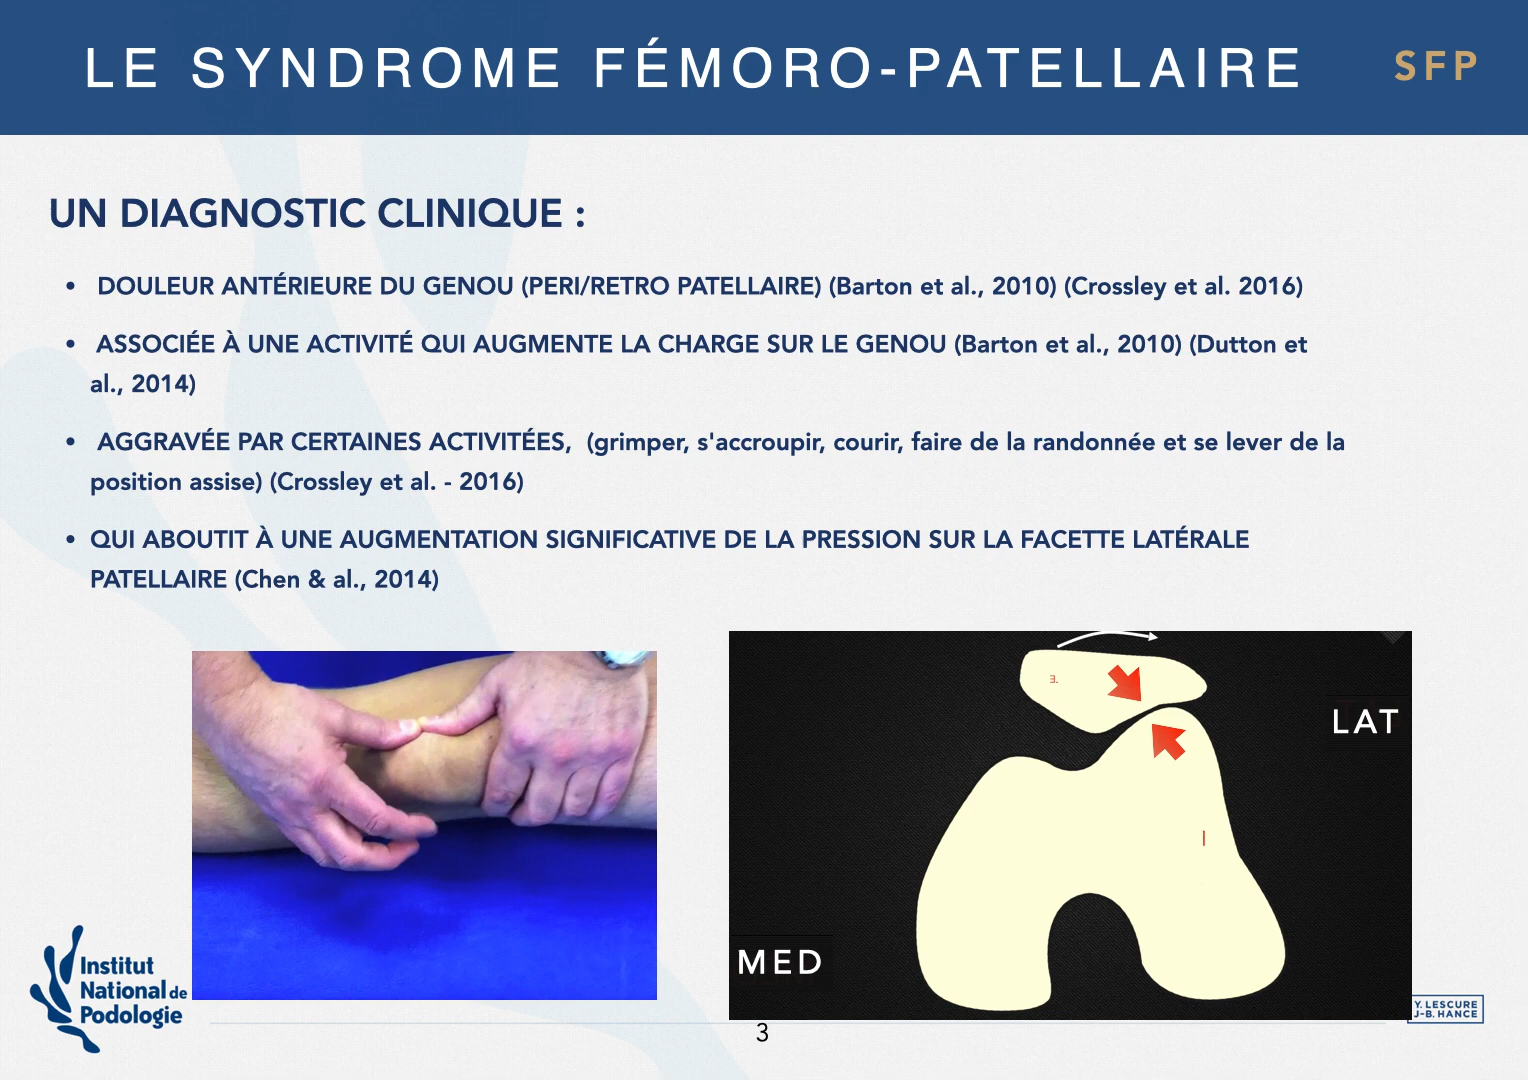 LE SYNDROME FÉMORO-PATELLAIRE
SFP
UN DIAGNOSTIC CLINIQUE :
• DOULEUR ANTÉRIEURE DU GENOU (PERI/RETRO PATELLAIRE) (Barton et al., 2010) (Crossley et al. 2016)
• ASSOCIÉE À UNE ACTIVITÉ QUI AUGMENTE LA CHARGE SUR LE GENOU (Barton et al., 2010) (Dutton et
al., 2014)
• AGGRAVÉE PAR CERTAINES ACTIVITÉES, (grimper, s'accroupir, courir, faire de la randonnée et se lever de la
position assise) (Crossley et al. - 2016)
• QUI ABOUTIT À UNE AUGMENTATION SIGNIFICATIVE DE LA PRESSION SUR LA FACETTE LATÉRALE
PATELLAIRE (Chen & al., 2014)
LAT
MED
Institut
National de
Podologie
Y. LESCURE
J-B. HANCE
3